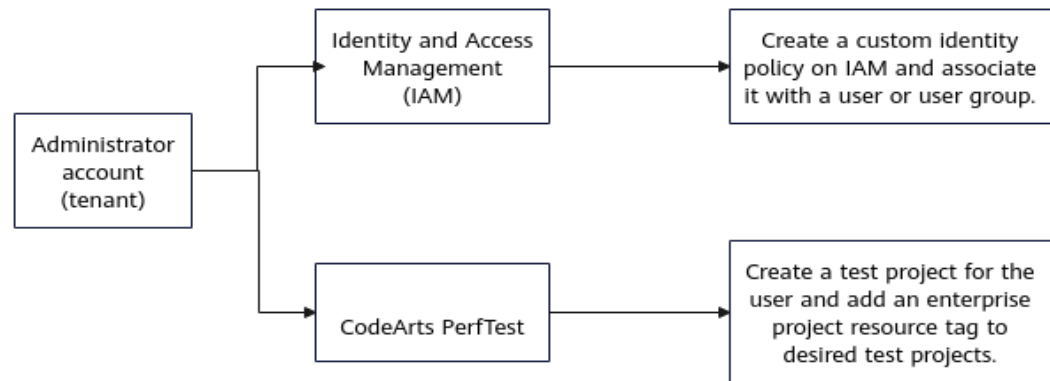 Administrator
account
(tenant)
Identity and Access
Management
(IAM)
Create a custom identity
policy on IAM and associate
it with a user or user group.
CodeArts PerfTest
Create a test project for the
user and add an enterprise
project resource tag to
desired test projects.